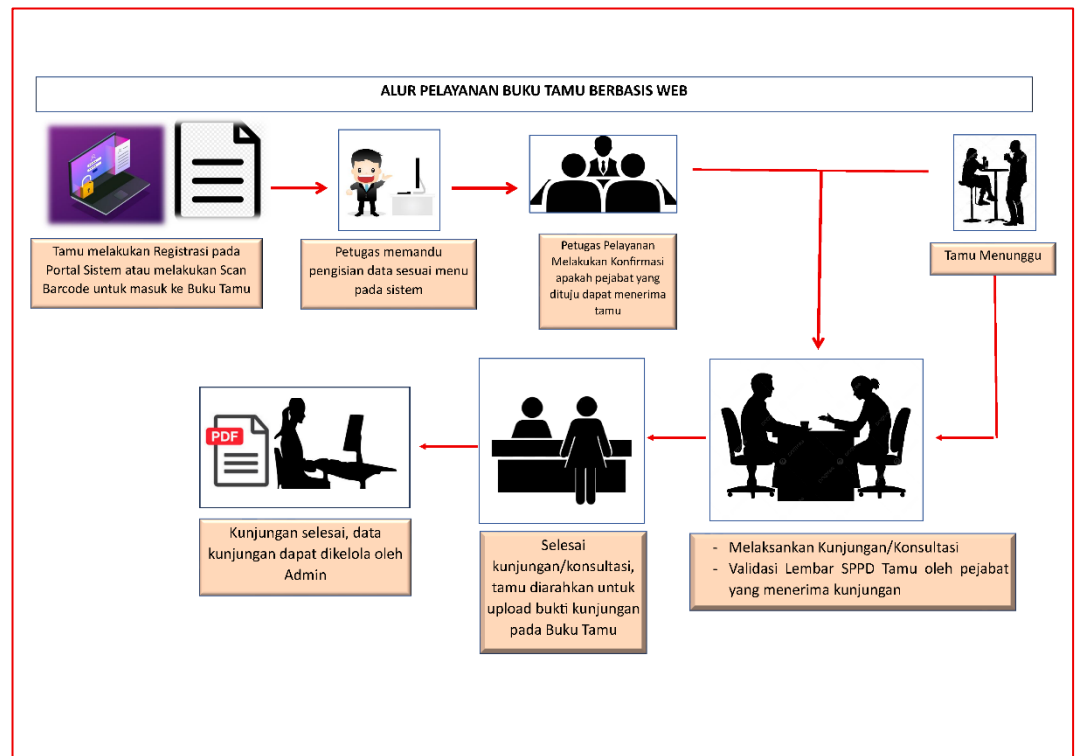 ALUR PELAYANAN BUKU TAMU BERBASIS WEB
Tamu melakukan Registrasi pada
Portal Sistem atau melakukan Scan
Barcode untuk masuk ke Buku Tamu
Petugas memandu
pengisian data sesuai menu
pada sistem
Petugas Pelayanan
Melakukan Konfirmasi
apakah pejabat yang
dituju dapat menerima
tamu
Tamu Menunggu
PDF
Kunjungan selesai, data
kunjungan dapat dikelola oleh
Admin
Selesai
kunjungan/konsultasi,
tamu diarahkan untuk
upload bukti kunjungan
pada Buku Tamu
- Melaksankan Kunjungan/Konsultasi
- Validasi Lembar SPPD Tamu oleh pejabat
yang menerima kunjungan